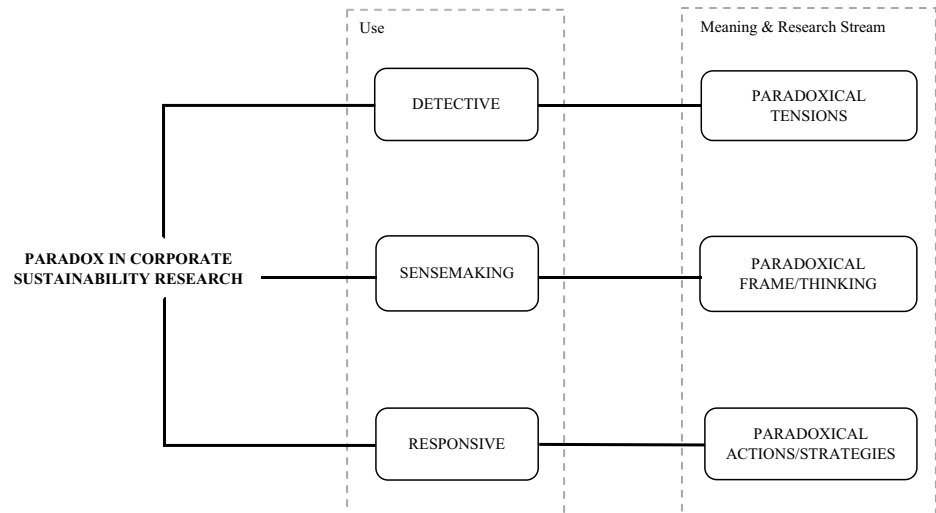 Use
Meaning & Research Stream
DETECTIVE
PARADOXICAL
TENSIONS
PARADOX IN CORPORATE
SUSTAINABILITY RESEARCH
SENSEMAKING
PARADOXICAL
FRAME/THINKING
RESPONSIVE
PARADOXICAL
ACTIONS/STRATEGIES